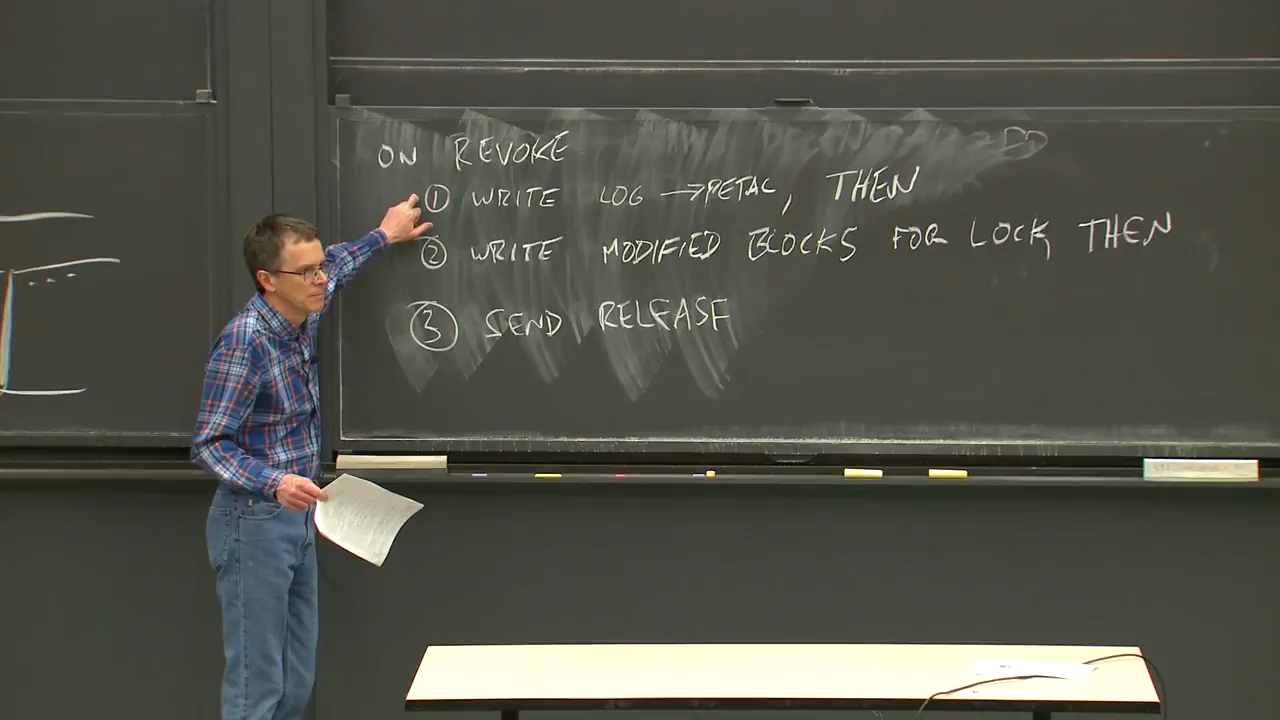 ON REVOKE
① WRITE LOG → PETAL, THEN
② WRITE MODIFIED BLOCKS FOR LOCK, THEN
③ SEND RELEASE